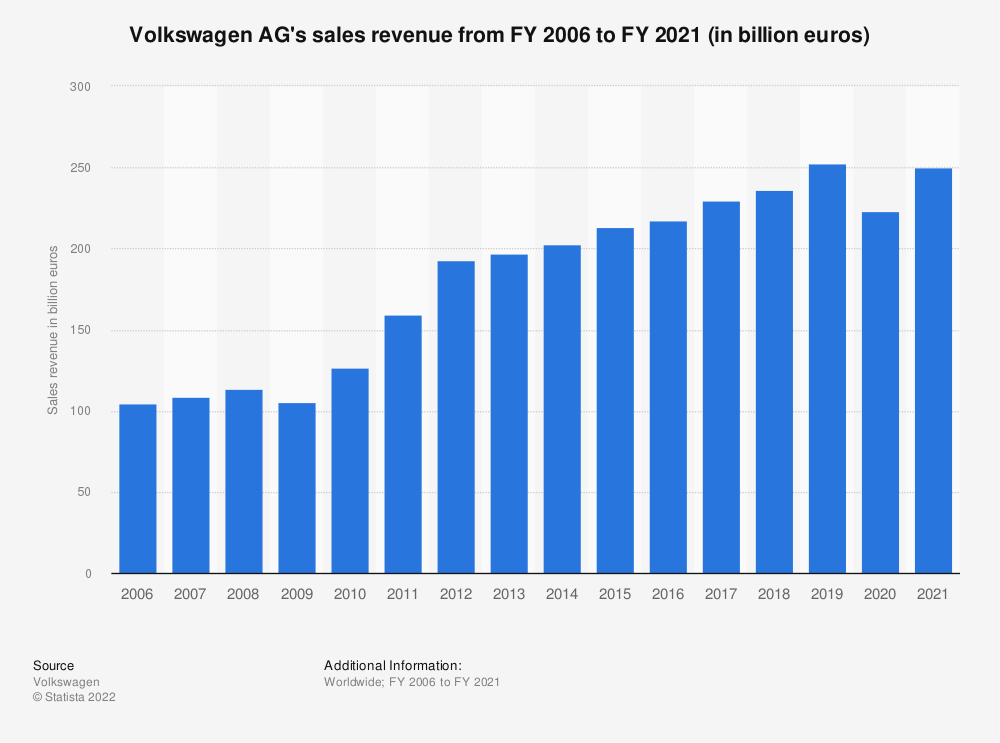 Volkswagen AG's sales revenue from FY 2006 to FY 2021 (in billion euros)
Sales revenue in billion euros
300
250
200
150
100
50
0
2006 2007 2008 2009 2010 2011 2012 2013 2014 2015 2016 2017 2018 2019 2020 2021
Source
Volkswagen
© Statista 2022
Additional Information:
Worldwide; FY 2006 to FY 2021